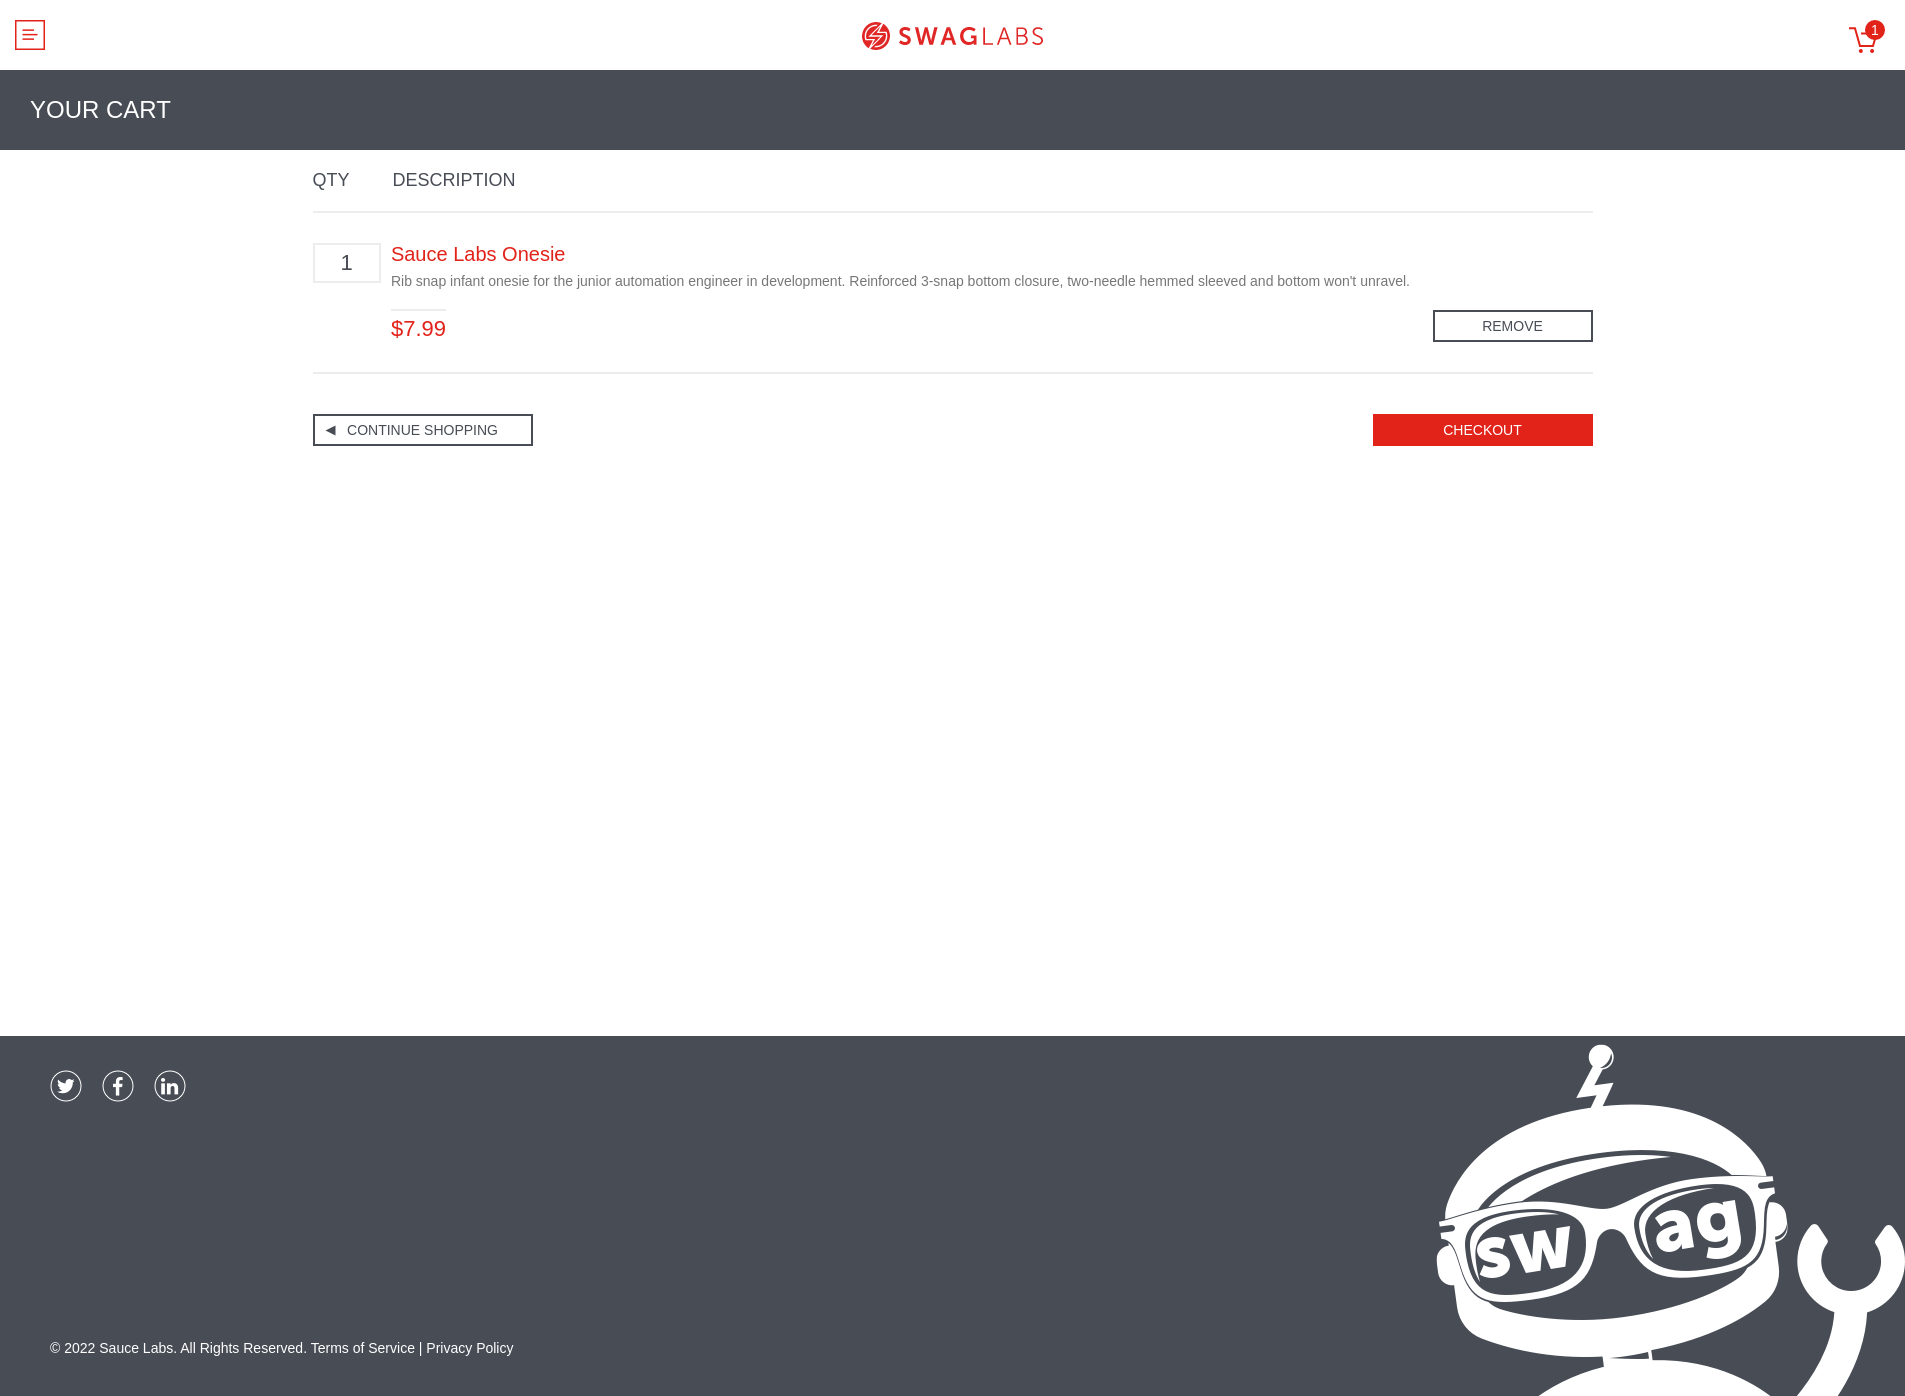 SWAGLABS
1
YOUR CART
QTY DESCRIPTION
1
Sauce Labs Onesie
Rib snap infant onesie for the junior automation engineer in development. Reinforced 3-snap bottom closure, two-needle hemmed sleeved and bottom won't unravel.
$7.99
REMOVE
CONTINUE SHOPPING
CHECKOUT
swag
© 2022 Sauce Labs. All Rights Reserved. Terms of Service | Privacy Policy